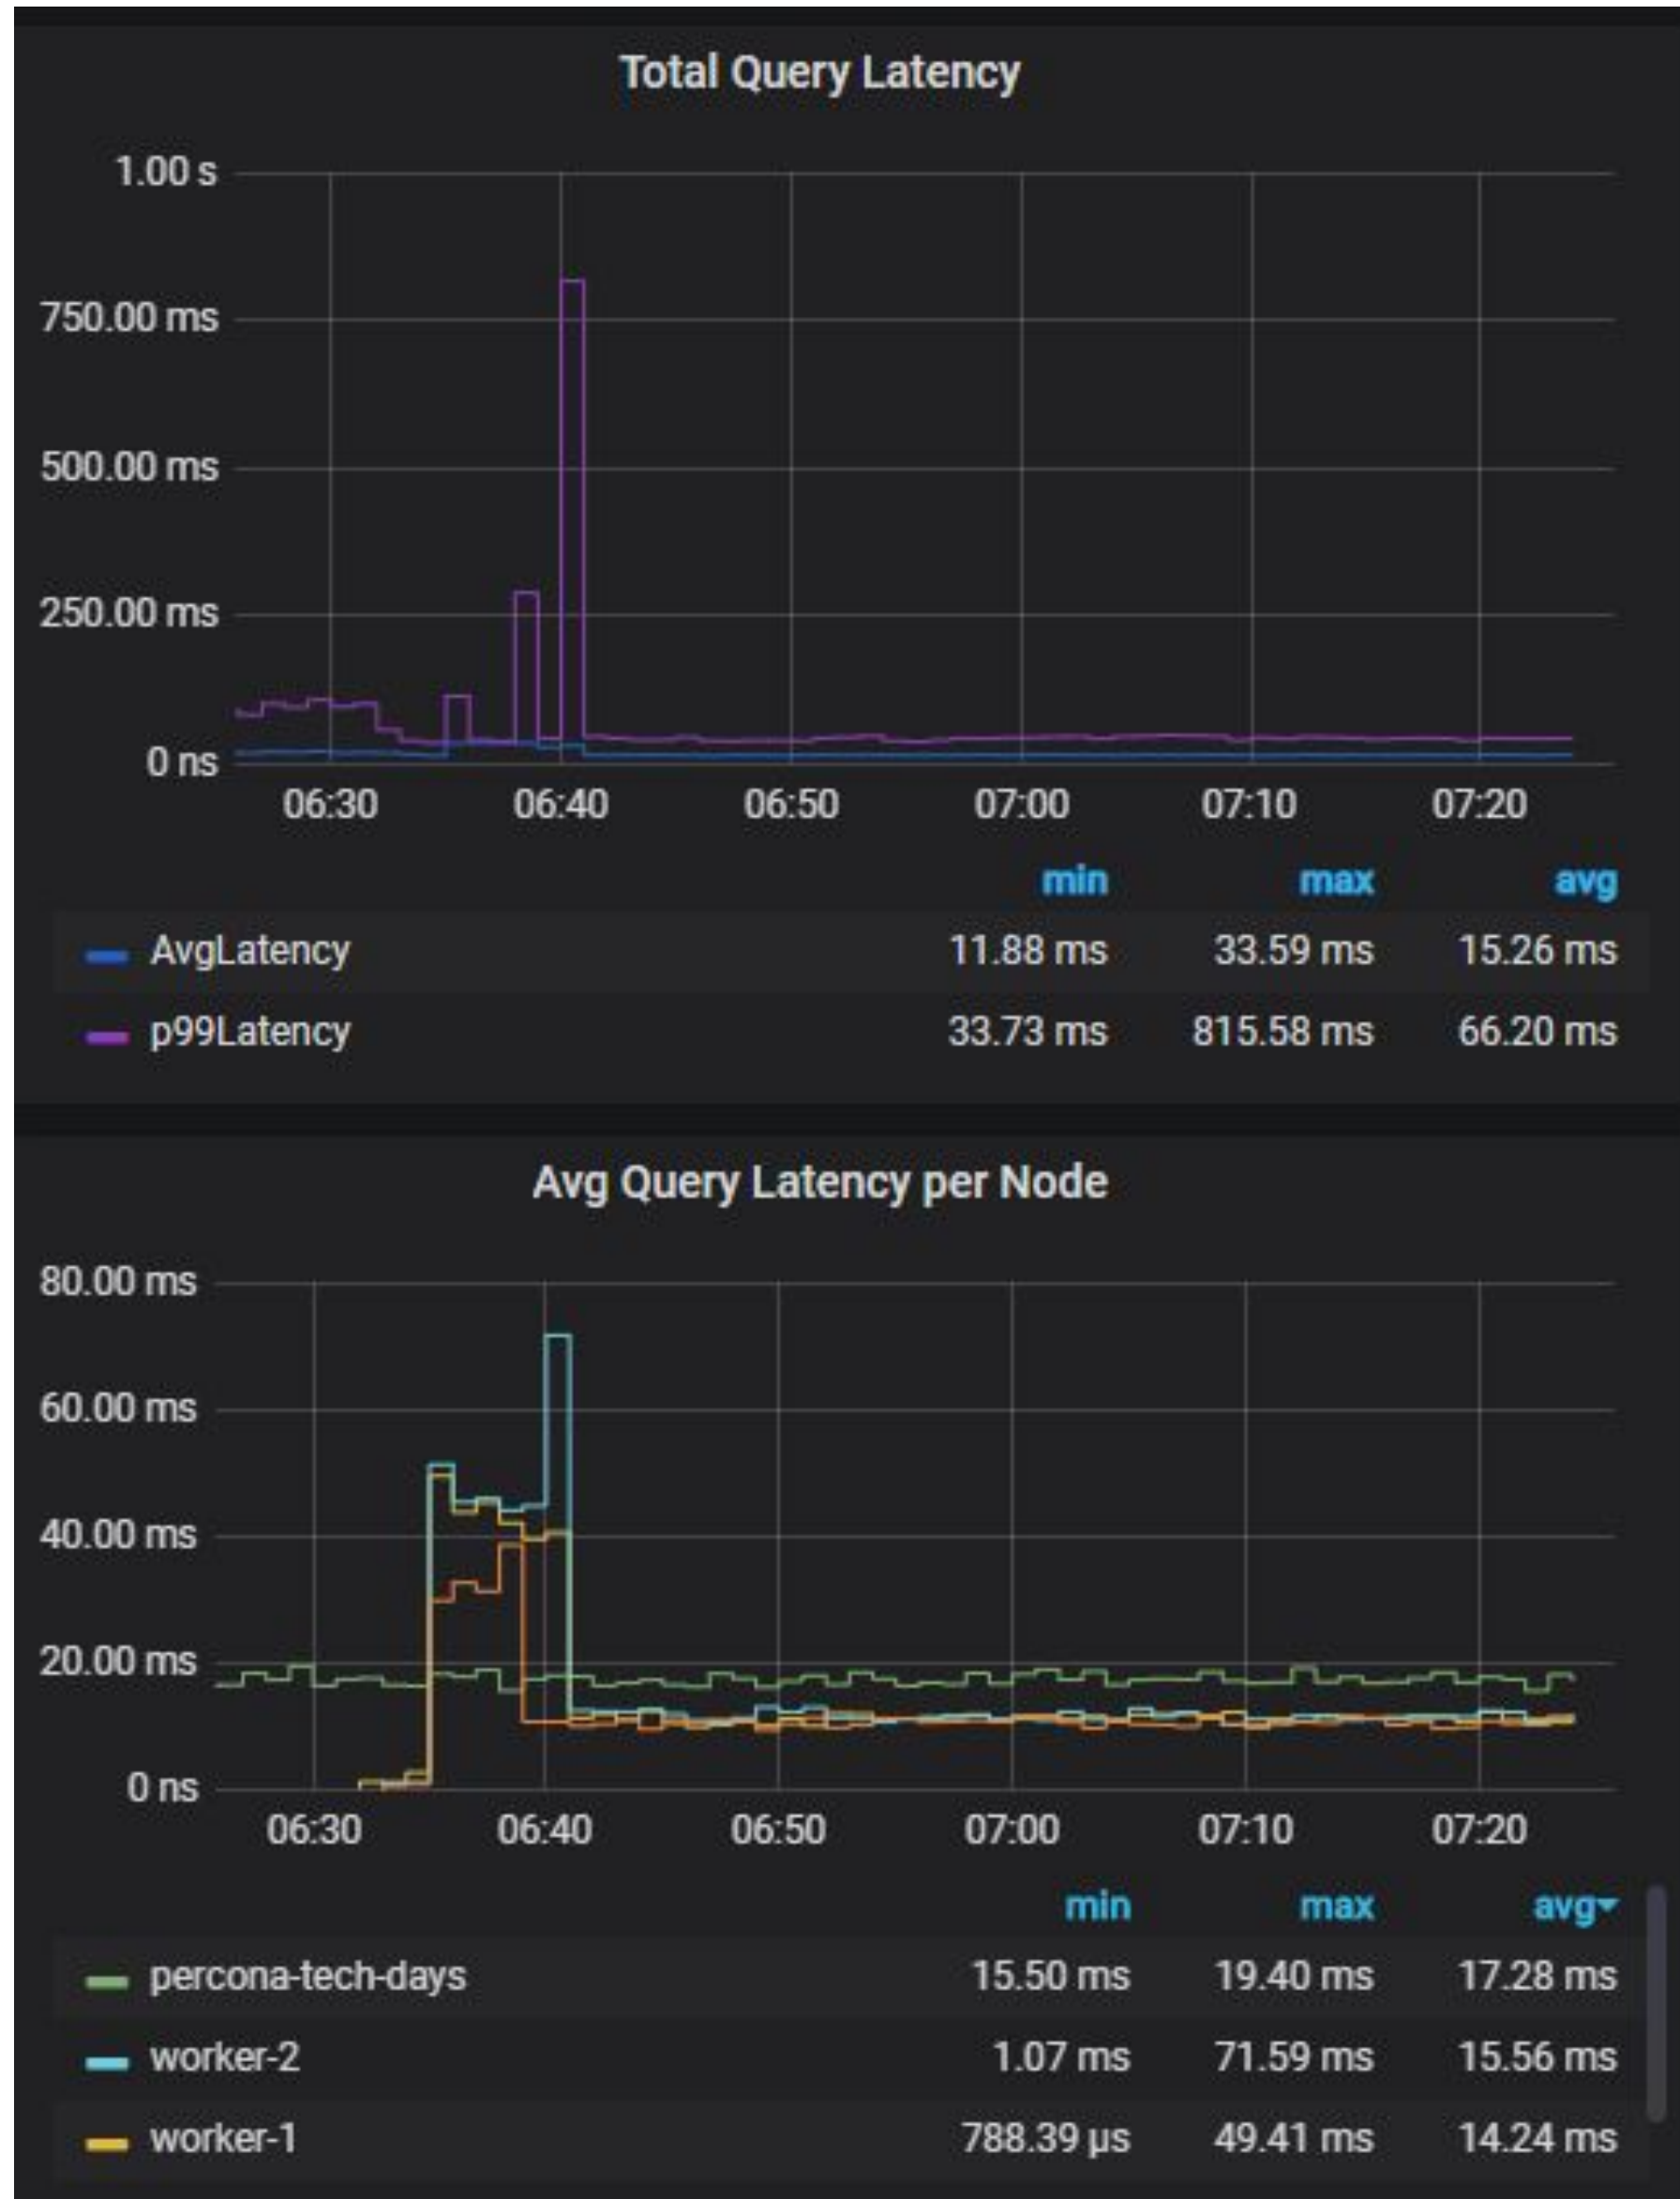 Total Query Latency
1.00 s
750.00 ms
500.00 ms
250.00 ms
0 ns
06:30 06:40 06:50 07:00 07:10 07:20
min max avg
AvgLatency 11.88 ms 33.59 ms 15.26 ms
p99Latency 33.73 ms 815.58 ms 66.20 ms
Avg Query Latency per Node
80.00 ms
60.00 ms
40.00 ms
20.00 ms
0 ns
06:30 06:40 06:50 07:00 07:10 07:20
min max avg
percona-tech-days 15.50 ms 19.40 ms 17.28 ms
worker-2 1.07 ms 71.59 ms 15.56 ms
worker-1 788.39 µs 49.41 ms 14.24 ms